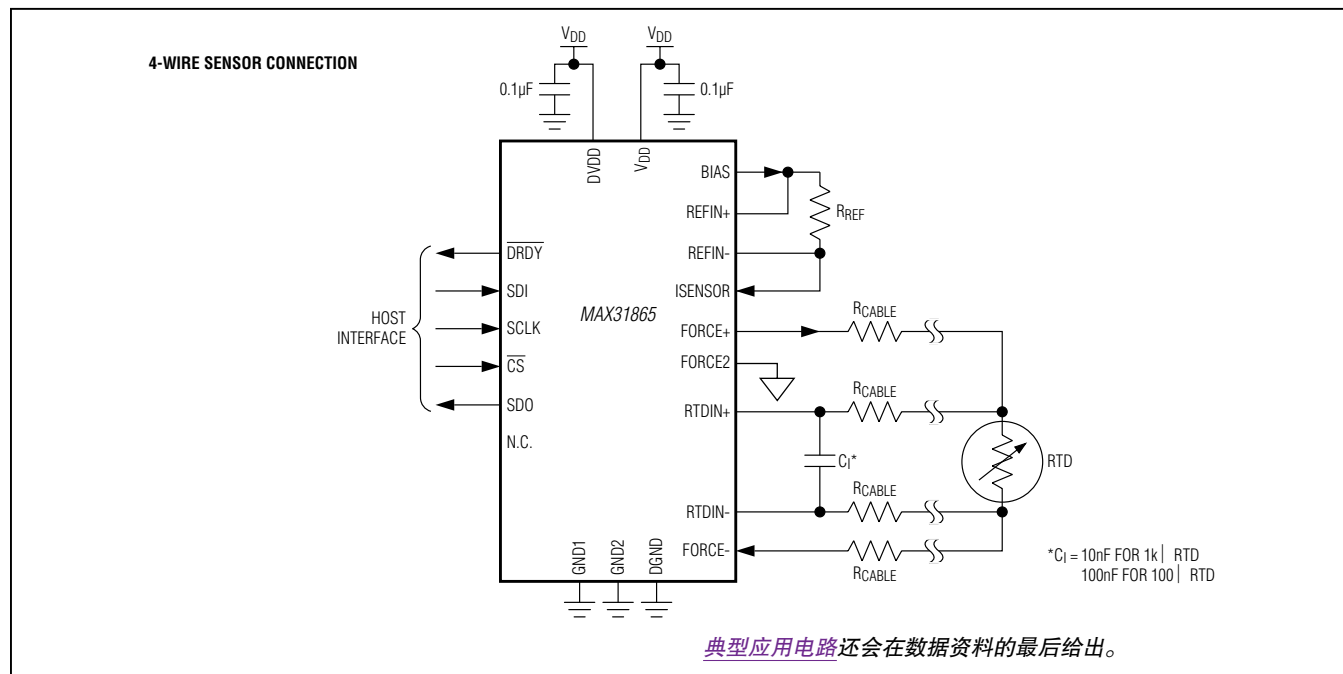 4-WIRE SENSOR CONNECTION
VDD
VDD
0.1µF
0.1µF
DVDD
VDD
BIAS
REFIN+
RREF
REFIN-
ISENSOR
DRDY
SDI
SCLK
CS
SDO
N.C.
HOST
INTERFACE
MAX31865
FORCE+
RCABLE
FORCE2
RTDIN+
RCABLE
CI*
RTD
RTDIN-
RCABLE
FORCE-
RCABLE
GND1
GND2
DGND
*CI = 10nF FOR 1k| RTD
100nF FOR 100| RTD
典型应用电路还会在数据资料的最后给出。